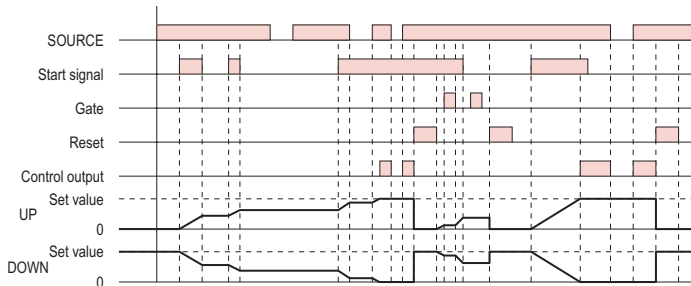 SOURCE
Start signal
Gate
Reset
Control output
Set value
UP
0
Set value
DOWN
0